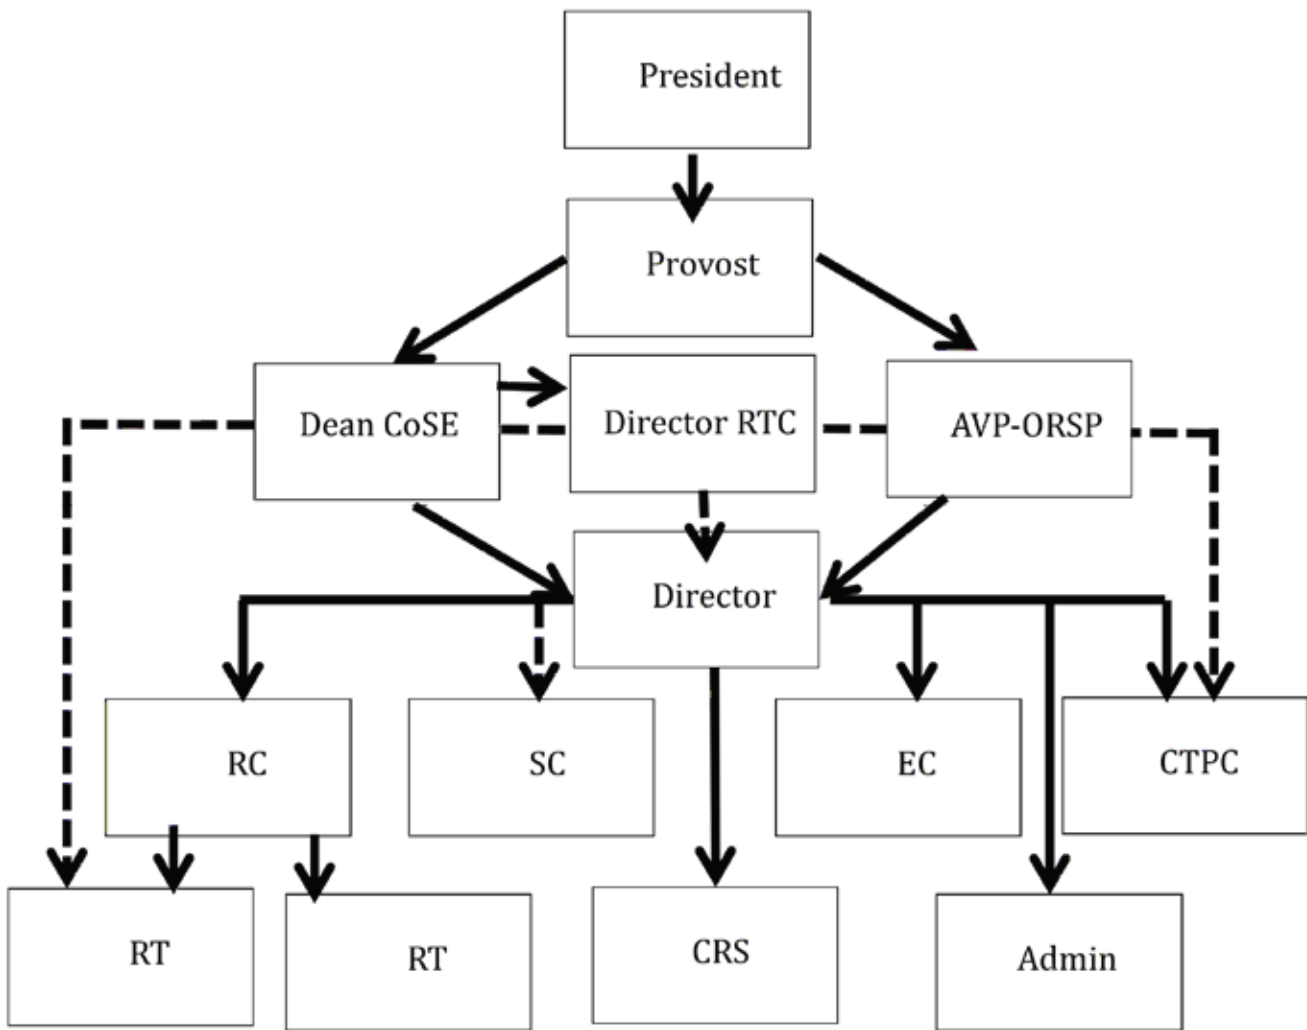 President
Provost
Dean CoSE
Director RTC
AVP-ORSP
Director
RC
SC
EC
CTPC
RT
RT
CRS
Admin